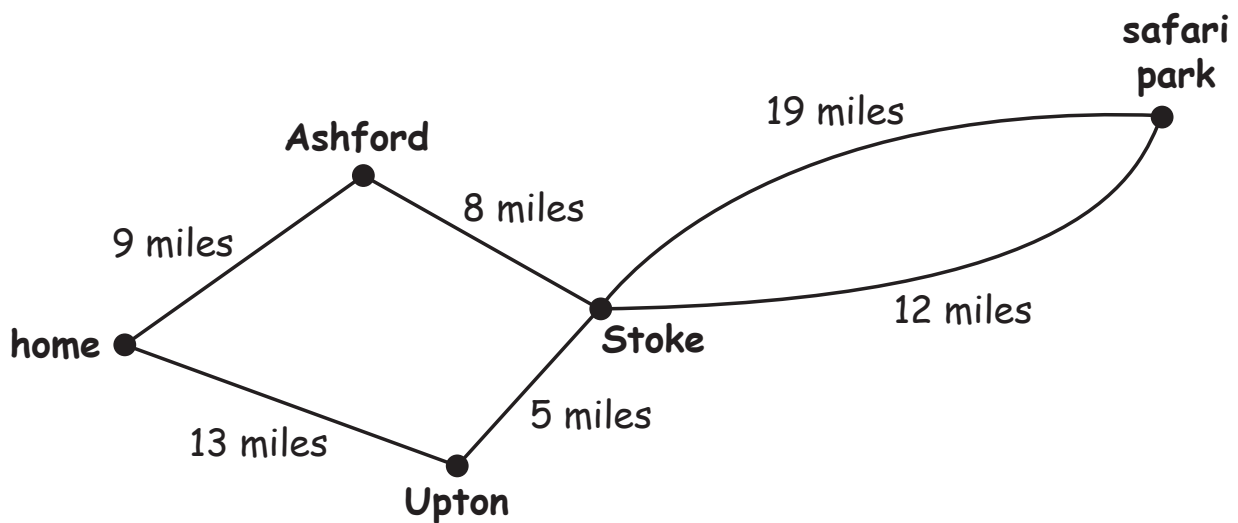 safari
park
19 miles
Ashford
8 miles
9 miles
12 miles
Stoke
home
5 miles
13 miles
Upton